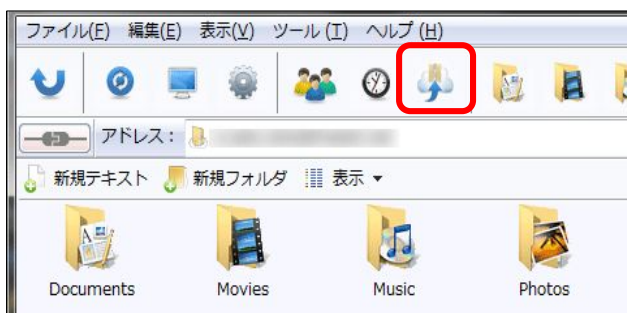 ファイル(F) 編集(E) 表示(V) ツール (T) ヘルプ (H)
アドレス：
新規テキスト 新規フォルダ 表示 ▼
Documents Movies Music Photos